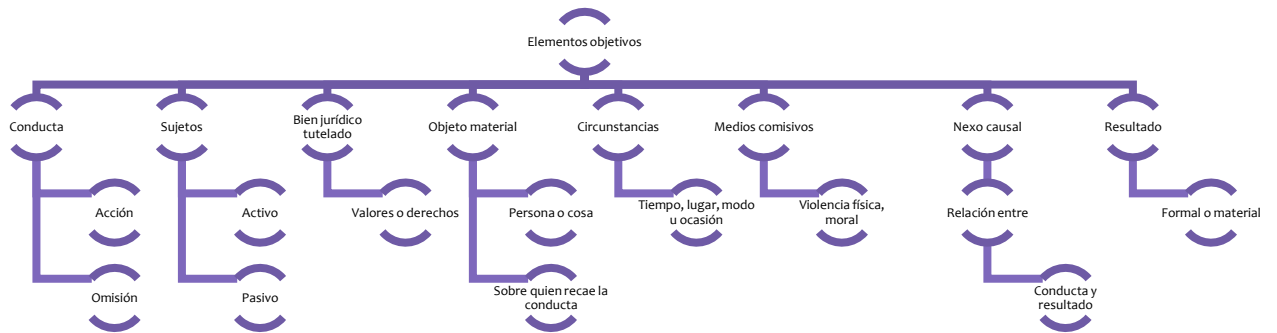 Elementos objetivos
Conducta
Sujetos
Bien jurídico
tutelado
Objeto material
Circunstancias
Medios comisivos
Nexo causal
Resultado
Acción
Activo
Valores o derechos
Persona o cosa
Tiempo, lugar, modo
u ocasión
Violencia física,
moral
Relación entre
Formal o material
Omisión
Pasivo
Sobre quien recae la
conducta
Conducta y
resultado